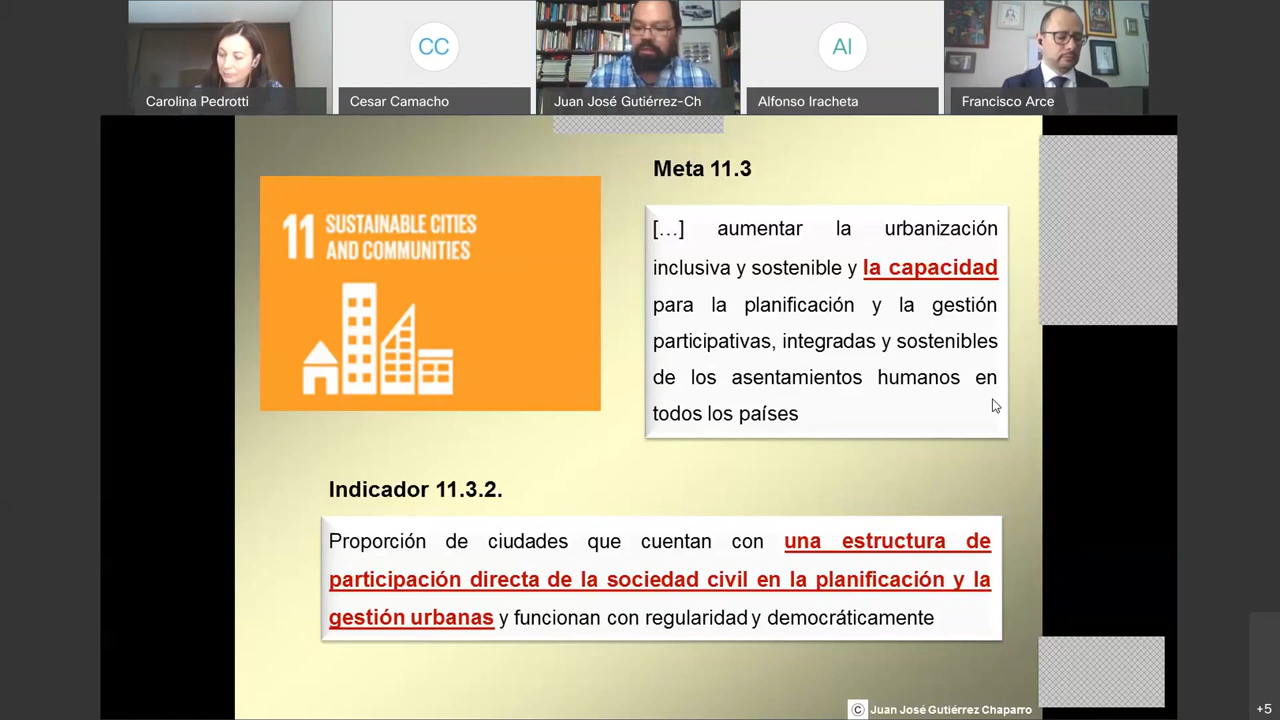 CC
AI
Carolina Pedrotti
Cesar Camacho
Juan José Gutiérrez-Ch
Alfonso Iracheta
Francisco Arce
11 SUSTAINABLE CITIES
AND COMMUNITIES
Meta 11.3
[...] aumentar la urbanización
inclusiva y sostenible y la capacidad
para la planificación y la gestión
participativas, integradas y sostenibles
de los asentamientos humanos en
todos los países
Indicador 11.3.2.
Proporción de ciudades que cuentan con una estructura de
participación directa de la sociedad civil en la planificación y la
gestión urbanas y funcionan con regularidad y democráticamente
© Juan José Gutiérrez Chaparro
+5